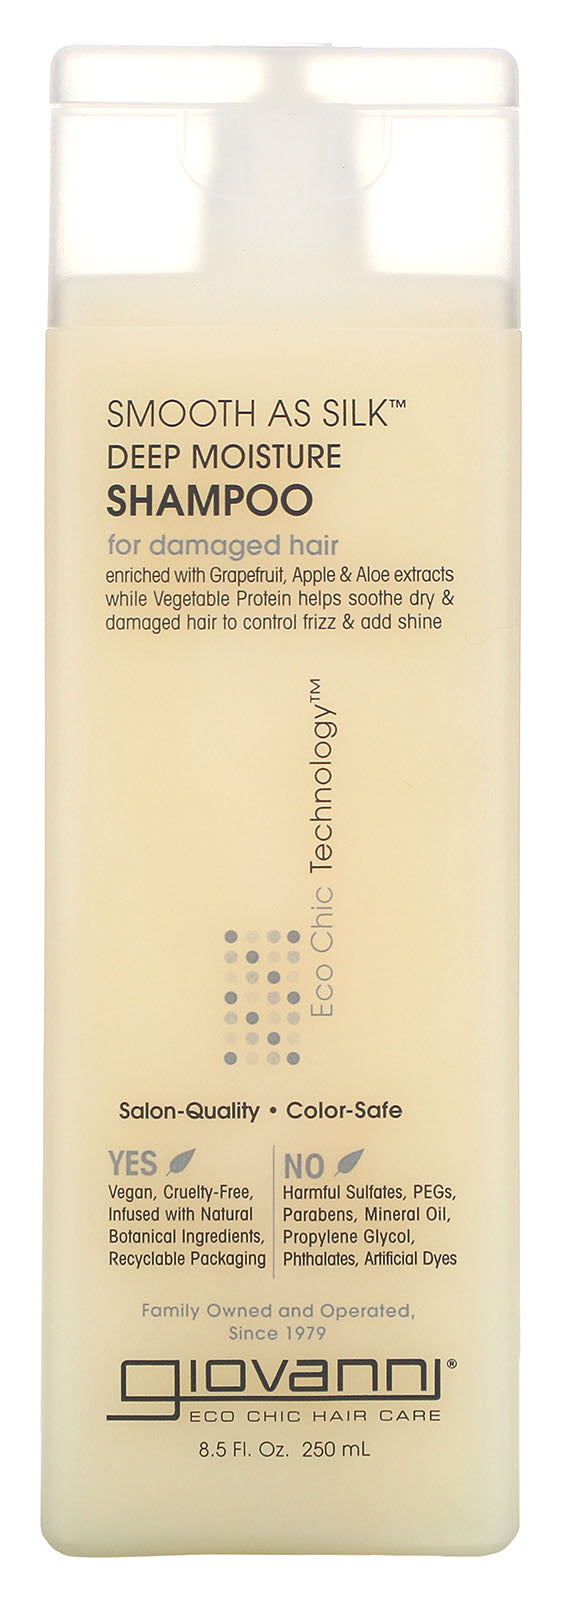 SMOOTH AS SILK™
DEEP MOISTURE
SHAMPOO
for damaged hair
enriched with Grapefruit, Apple & Aloe extracts
while Vegetable Protein helps soothe dry &
damaged hair to control frizz & add shine
Eco Chic Technology™
Salon-Quality • Color-Safe
YES
Vegan, Cruelty-Free,
Infused with Natural
Botanical Ingredients,
Recyclable Packaging
NO
Harmful Sulfates, PEGs,
Parabens, Mineral Oil,
Propylene Glycol,
Phthalates, Artificial Dyes
Family Owned and Operated,
Since 1979
giovanni®
ECO CHIC HAIR CARE
8.5 Fl. Oz. 250 mL